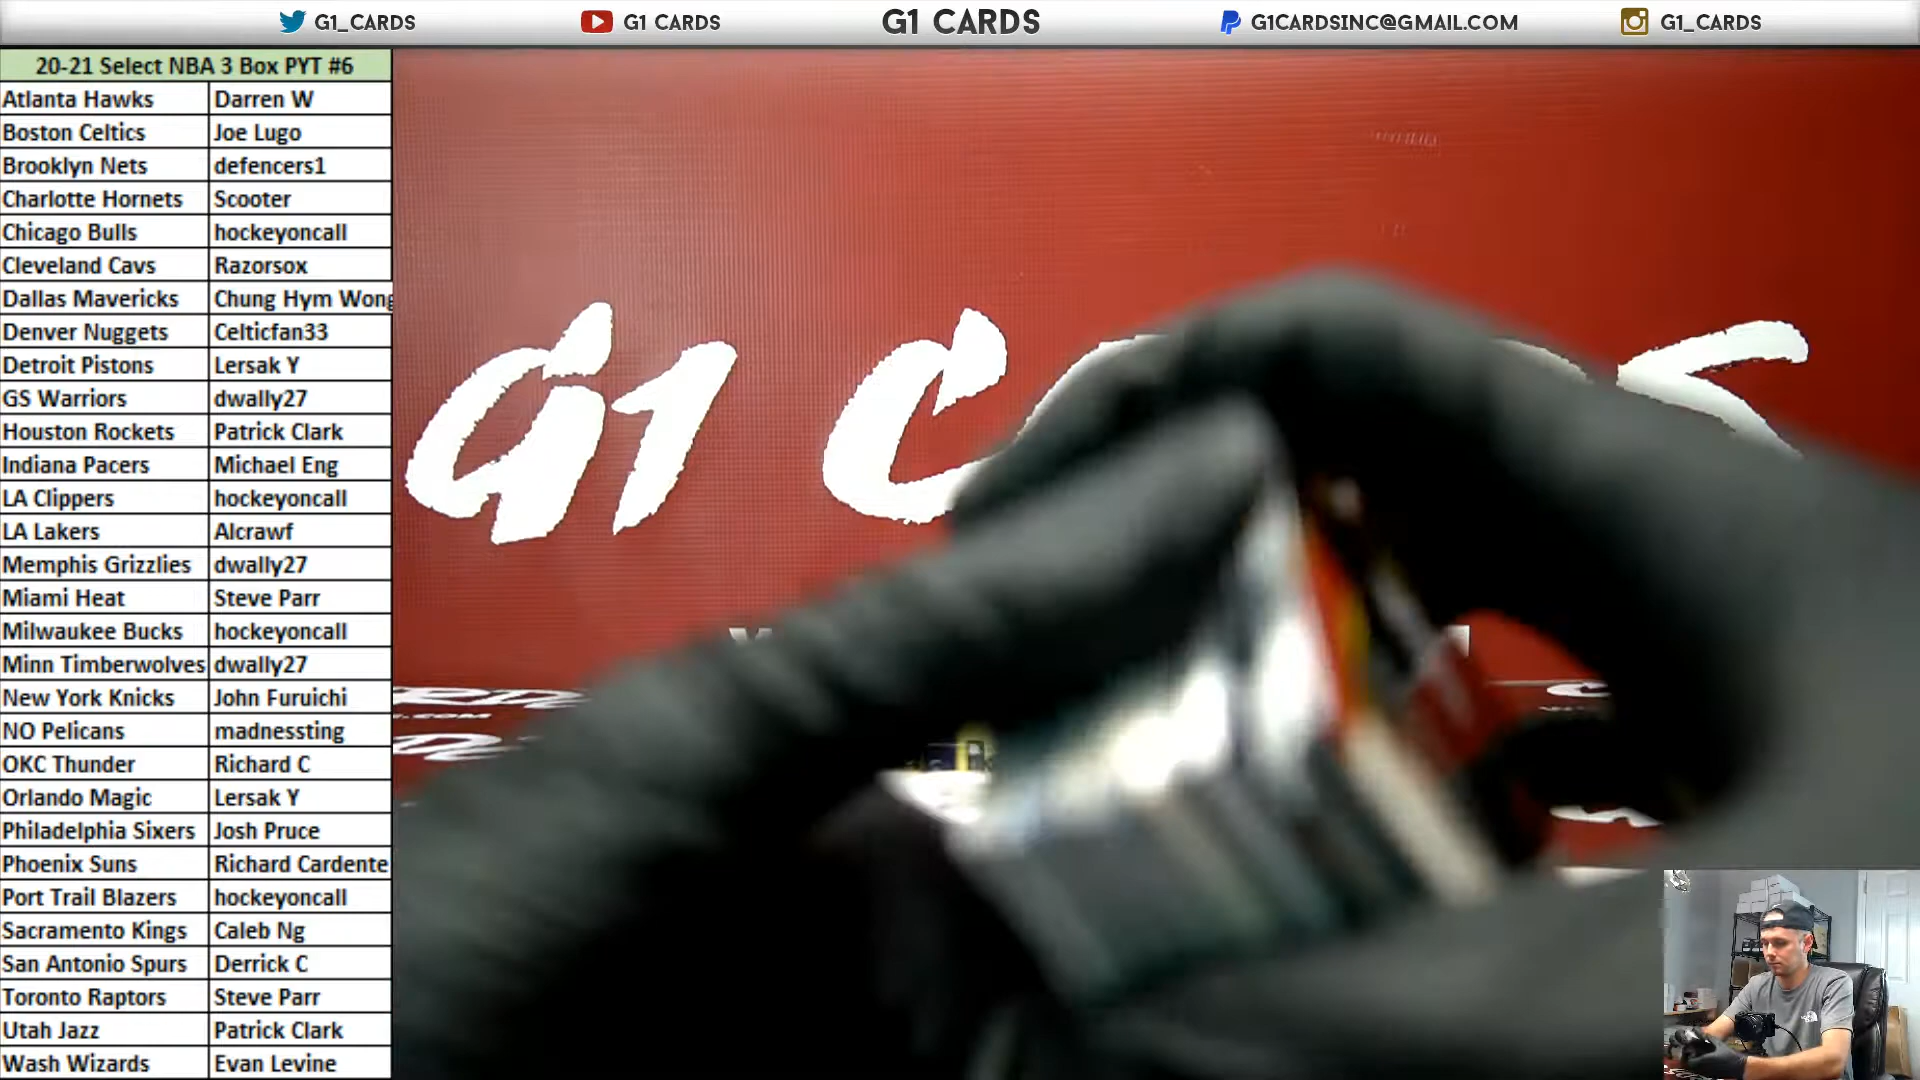 G1_CARDS G1 CARDS G1 CARDS G1CARDSINC@GMAIL.COM G1_CARDS
20-21 Select NBA 3 Box PYT #6
Atlanta Hawks Darren W
Boston Celtics Joe Lugo
Brooklyn Nets defencers1
Charlotte Hornets Scooter
Chicago Bulls hockeyoncall
Cleveland Cavs Razorsox
Dallas Mavericks Chung Hym Wong
Denver Nuggets Celticfan33
Detroit Pistons Lersak Y
GS Warriors dwally27
Houston Rockets Patrick Clark
Indiana Pacers Michael Eng
LA Clippers hockeyoncall
LA Lakers Alcrawf
Memphis Grizzlies dwally27
Miami Heat Steve Parr
Milwaukee Bucks hockeyoncall
Minn Timberwolves dwally27
New York Knicks John Furuichi
NO Pelicans madnessting
OKC Thunder Richard C
Orlando Magic Lersak Y
Philadelphia Sixers Josh Pruce
Phoenix Suns Richard Cardente
Port Trail Blazers hockeyoncall
Sacramento Kings Caleb Ng
San Antonio Spurs Derrick C
Toronto Raptors Steve Parr
Utah Jazz Patrick Clark
Wash Wizards Evan Levine
G1 C